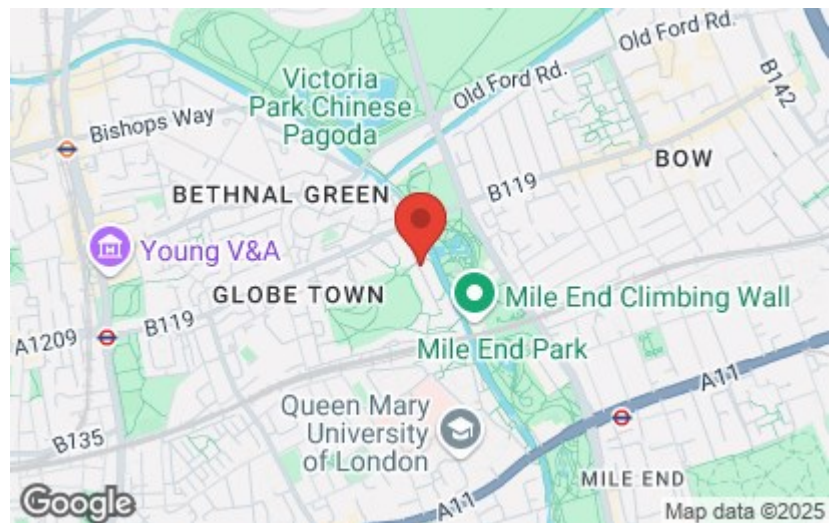 Old Ford Rd.
Victoria
Park Chinese
Pagoda
Old Ford Rd.
B142
Bishops Way
BOW
B119
BETHNAL GREEN
Young V&A
GLOBE TOWN
Mile End Climbing Wall
A1209
B119
Mile End Park
A11
Queen Mary
University
of London
B135
MILE END
A11
Google
Map data ©2025